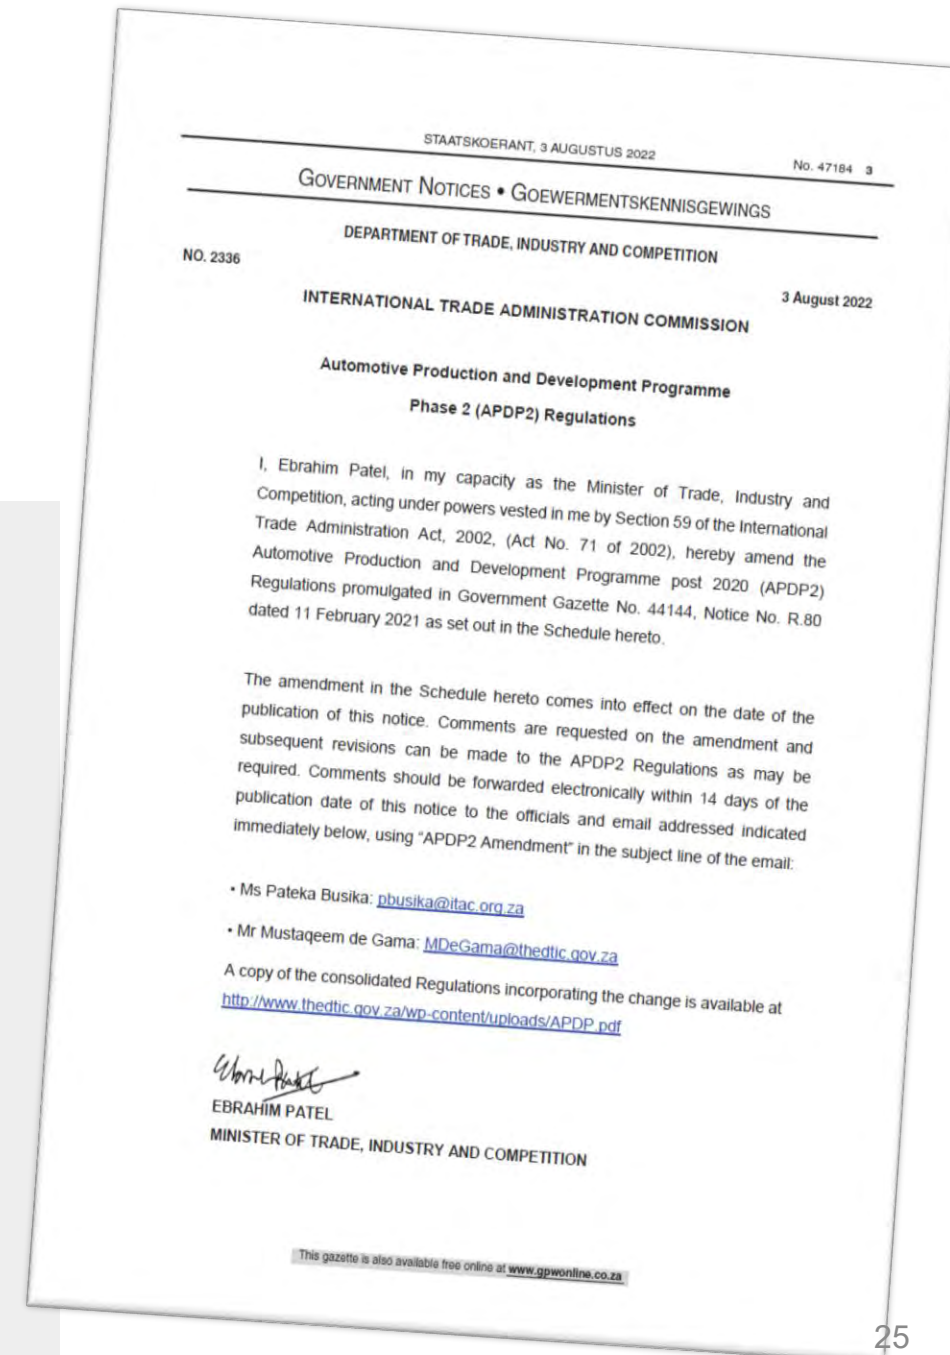 STAATSKOERANT, 3 AUGUSTUS 2022
No. 47184 3
GOVERNMENT NOTICES • GOEWERMENTSKENNISGEWINGS
DEPARTMENT OF TRADE, INDUSTRY AND COMPETITION
NO. 2336
3 August 2022
INTERNATIONAL TRADE ADMINISTRATION COMMISSION
Automotive Production and Development Programme
Phase 2 (APDP2) Regulations
I, Ebrahim Patel, in my capacity as the Minister of Trade, Industry and
Competition, acting under powers vested in me by Section 59 of the International
Trade Administration Act, 2002, (Act No. 71 of 2002), hereby amend the
Automotive Production and Development Programme post 2020 (APDP2)
Regulations promulgated in Government Gazette No. 44144, Notice No. R.80
dated 11 February 2021 as set out in the Schedule hereto.
The amendment in the Schedule hereto comes into effect on the date of the
publication of this notice. Comments are requested on the amendment and
subsequent revisions can be made to the APDP2 Regulations as may be
required. Comments should be forwarded electronically within 14 days of the
publication date of this notice to the officials and email addressed indicated
immediately below, using “APDP2 Amendment” in the subject line of the email:
• Ms Pateka Busika: pbusika@itac.org.za
• Mr Mustaqeem de Gama: MDeGama@thedtic.gov.za
A copy of the consolidated Regulations incorporating the change is available at
http://www.thedtic.gov.za/wp-content/uploads/APDP.pdf
EBRAHIM PATEL
MINISTER OF TRADE, INDUSTRY AND COMPETITION
This gazette is also available free online at www.gpwonline.co.za
25